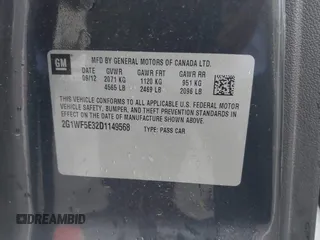 GM
MFD BY GENERAL MOTORS OF CANADA LTD.
DATE GVWR GAWR FRT GAWR RR
06/12 2071 KG 1120 KG 951 KG
4565 LB 2469 LB 2096 LB
THIS VEHICLE CONFORMS TO ALL APPLICABLE U.S. FEDERAL MOTOR
VEHICLE SAFETY, BUMPER, AND THEFT PREVENTION STANDARDS
IN EFFECT ON THE DATE OF MANUFACTURE SHOWN ABOVE.
2G1WF5E32D1149568 TYPE: PASS CAR
© DREAMBID